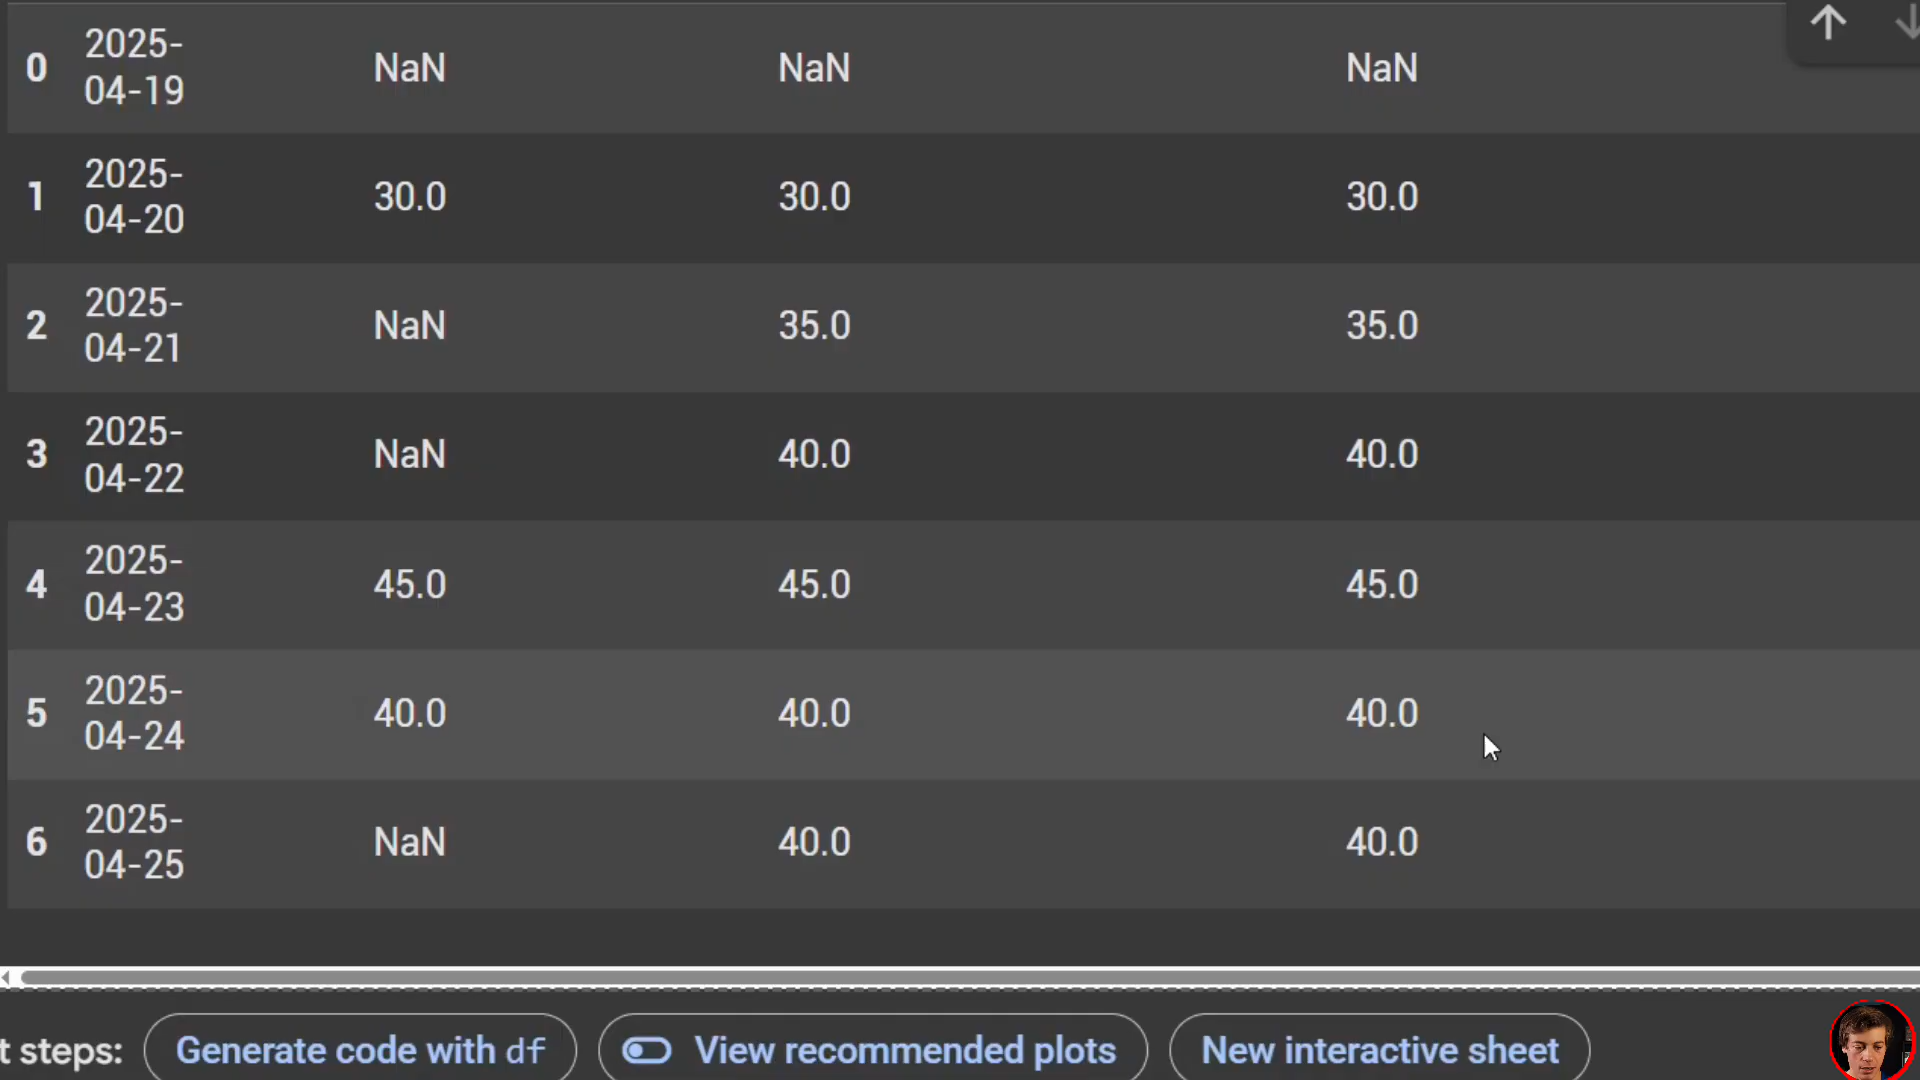 0 2025-04-19 NaN NaN NaN
1 2025-04-20 30.0 30.0 30.0
2 2025-04-21 NaN 35.0 35.0
3 2025-04-22 NaN 40.0 40.0
4 2025-04-23 45.0 45.0 45.0
5 2025-04-24 40.0 40.0 40.0
6 2025-04-25 NaN 40.0 40.0
t steps: Generate code with df View recommended plots New interactive sheet